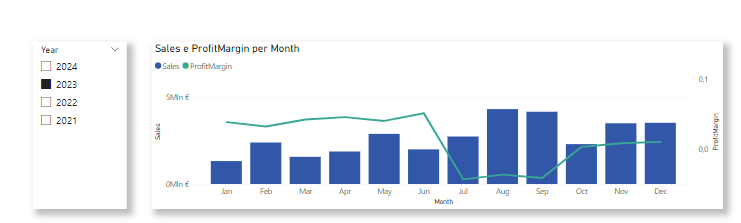 Year
2024
2023
2022
2021
Sales e ProfitMargin per Month
Sales ProfitMargin
5Mln €
0Mln €
Sales
0,1
0,0
ProfitMargin
Jan Feb Mar Apr May Jun Jul Aug Sep Oct Nov Dec
Month